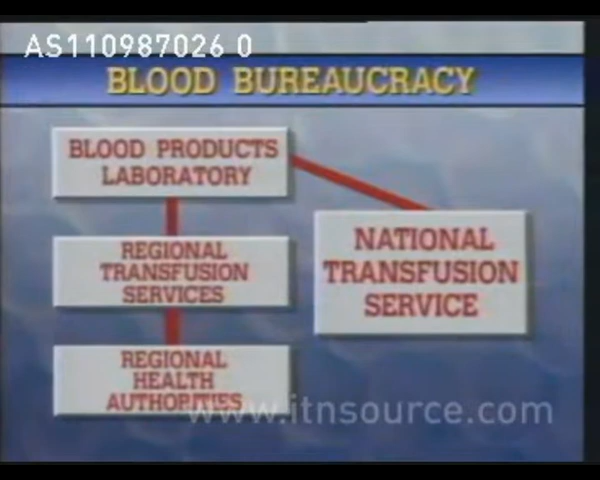 AS110987026 0
BLOOD BUREAUCRACY
BLOOD PRODUCTS
LABORATORY
REGIONAL
TRANSFUSION
SERVICES
NATIONAL
TRANSFUSION
SERVICE
REGIONAL
HEALTH
AUTHORITIES
www.itnsource.com